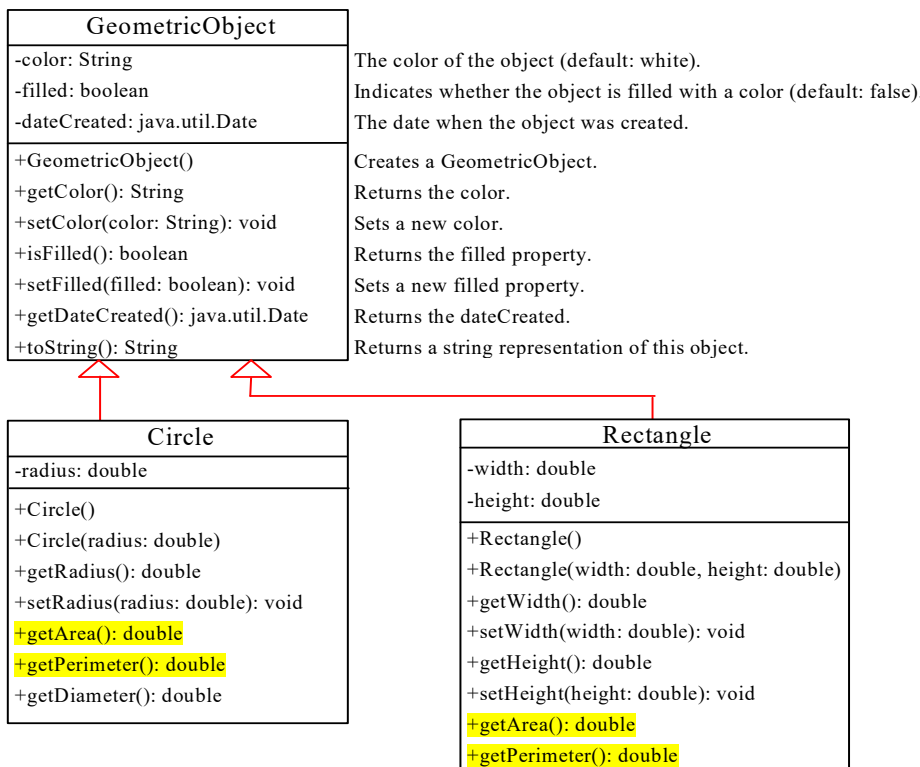 GeometricObject
-color: String
The color of the object (default: white).
-filled: boolean
Indicates whether the object is filled with a color (default: false)
-dateCreated: java.util.Date
The date when the object was created.
+GeometricObject()
Creates a GeometricObject.
+getColor(): String
Returns the color.
+setColor(color: String): void
Sets a new color.
+isFilled(): boolean
Returns the filled property.
+setFilled(filled: boolean): void
Sets a new filled property.
+getDateCreated(): java.util.Date
Returns the dateCreated.
+toString(): String
Returns a string representation of this object.
Circle
-radius: double
+Circle()
+Circle(radius: double)
+getRadius(): double
+setRadius(radius: double): void
+getArea(): double
+getPerimeter(): double
+getDiameter(): double
Rectangle
-width: double
-height: double
+Rectangle()
+Rectangle(width: double, height: double)
+getWidth(): double
+setWidth(width: double): void
+getHeight(): double
+setHeight(height: double): void
+getArea(): double
+getPerimeter(): double